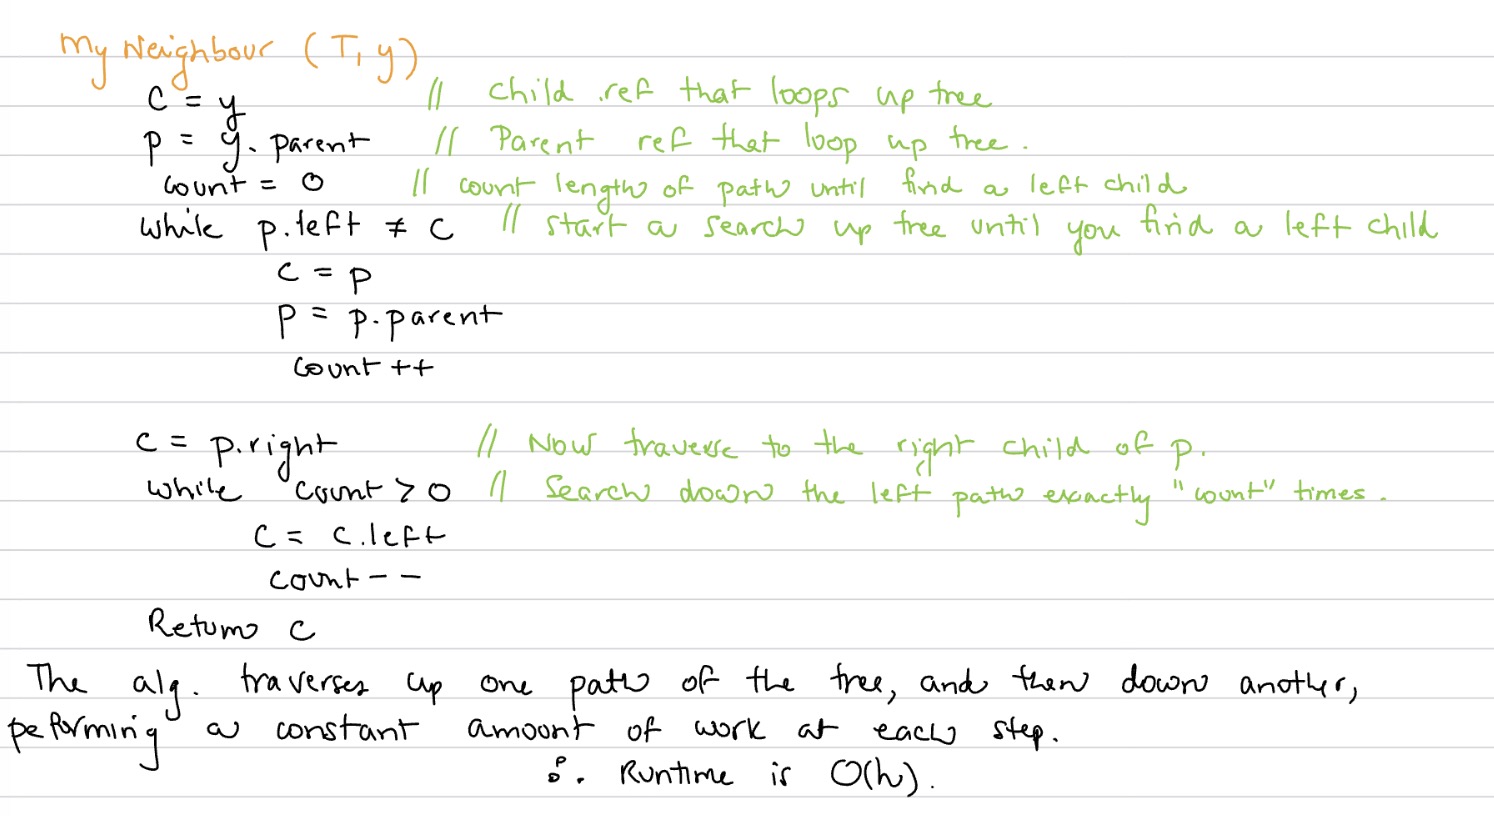 My Neighbour (T, y)
c = y // child ref that loops up tree
p = y.parent // Parent ref that loop up tree.
count = 0 // count length of path until find a left child
while p.left ≠ c // start a search up tree until you find a left child
c = p
p = p.parent
count ++
c = p.right // Now traverse to the right child of p.
while count > 0 // Search down the left path exactly "count" times.
c = c.left
count --
Return c
The alg. traverses up one path of the tree, and then down another,
performing a constant amount of work at each step.
∴ Runtime is O(h).